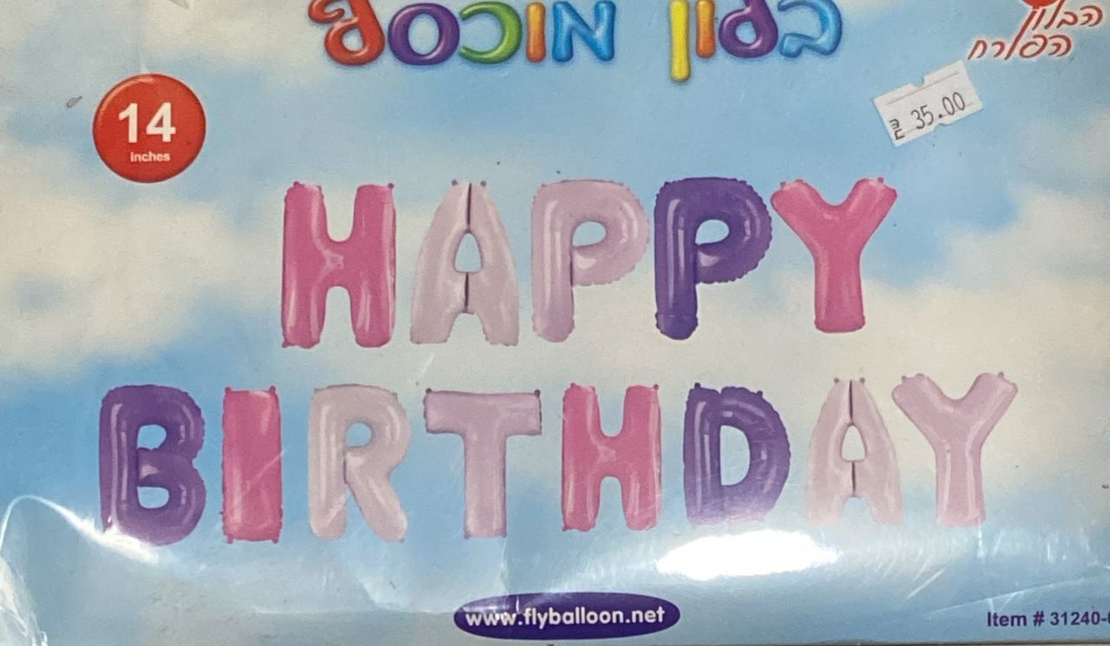 בלון מוכסף
הבלון
הפורח
14
inches
₪ 35.00
HAPPY
BIRTHDAY
www.flyballoon.net
Item # 31240-